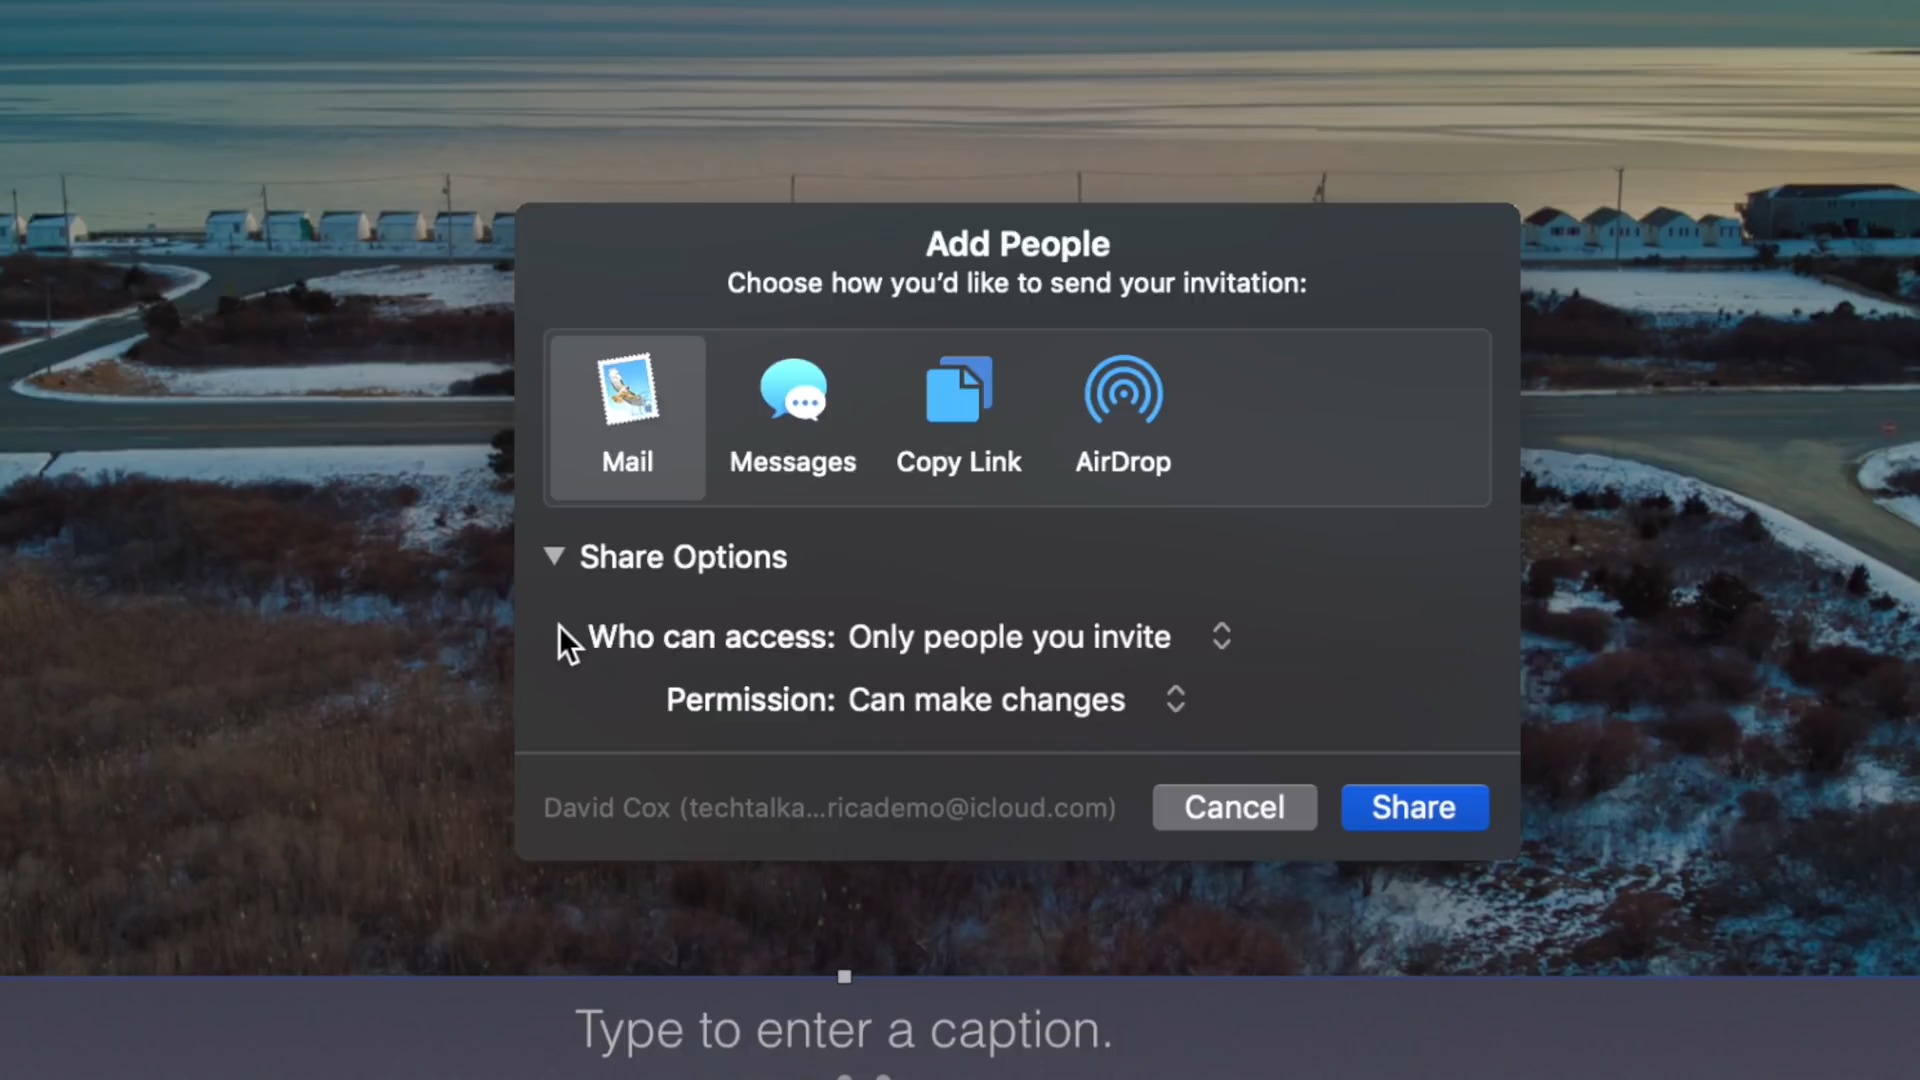 Add People
Choose how you’d like to send your invitation:
Mail
Messages
Copy Link
AirDrop
Share Options
Who can access: Only people you invite
Permission: Can make changes
David Cox (techtalka...ricademo@icloud.com)
Cancel
Share
Type to enter a caption.